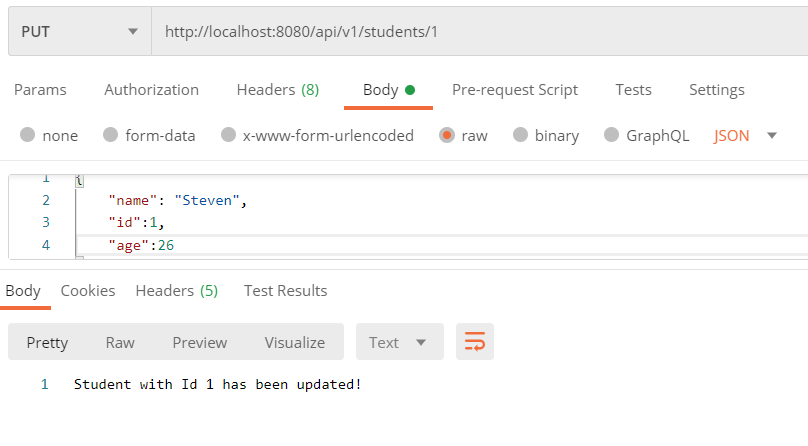 PUT http://localhost:8080/api/v1/students/1
Params Authorization Headers (8) Body Pre-request Script Tests Settings
none form-data x-www-form-urlencoded raw binary GraphQL JSON
1 {
2 "name": "Steven",
3 "id":1,
4 "age":26
Body Cookies Headers (5) Test Results
Pretty Raw Preview Visualize Text
1 Student with Id 1 has been updated!